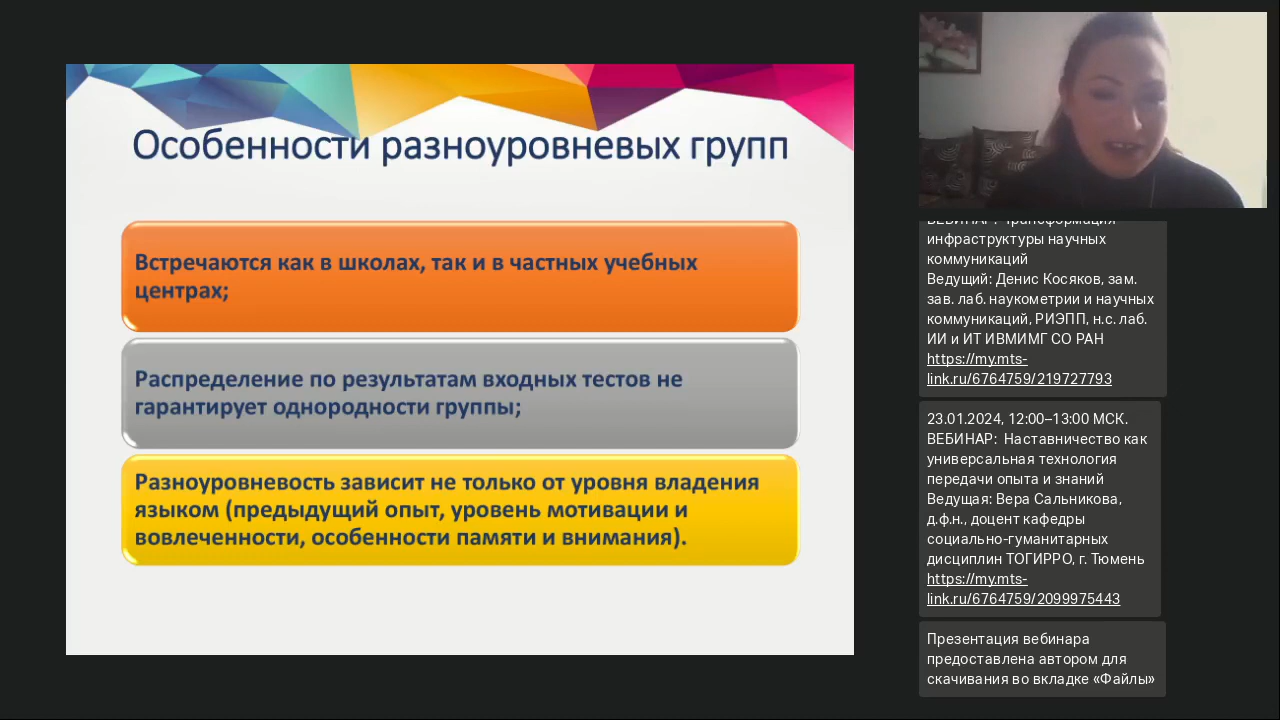 Особенности разноуровневых групп
Встречаются как в школах, так и в частных учебных
центрах;
Распределение по результатам входных тестов не
гарантирует однородности группы;
Разноуровневость зависит не только от уровня владения
языком (предыдущий опыт, уровень мотивации и
вовлеченности, особенности памяти и внимания).
ВЕБИНАР: Трансформация
инфраструктуры научных
коммуникаций
Ведущий: Денис Косяков, зам.
зав. лаб. наукометрии и научных
коммуникаций, РИЭПП, н.с. лаб.
ИИ и ИТ ИВМИМГ СО РАН
https://my.mts-
link.ru/6764759/219727793
23.01.2024, 12:00–13:00 МСК.
ВЕБИНАР: Наставничество как
универсальная технология
передачи опыта и знаний
Ведущая: Вера Сальникова,
д.ф.н., доцент кафедры
социально-гуманитарных
дисциплин ТОГИРРО, г. Тюмень
https://my.mts-
link.ru/6764759/2099975443
Презентация вебинара
предоставлена автором для
скачивания во вкладке «Файлы»